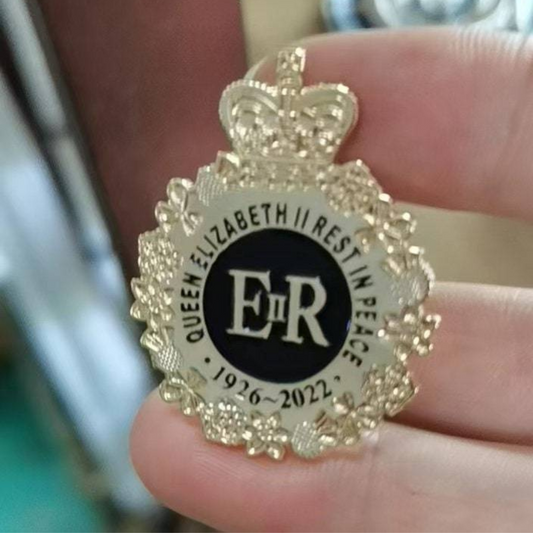 QUEEN ELIZABETH II REST IN PEACE
EIIR
· 1926~2022 ·